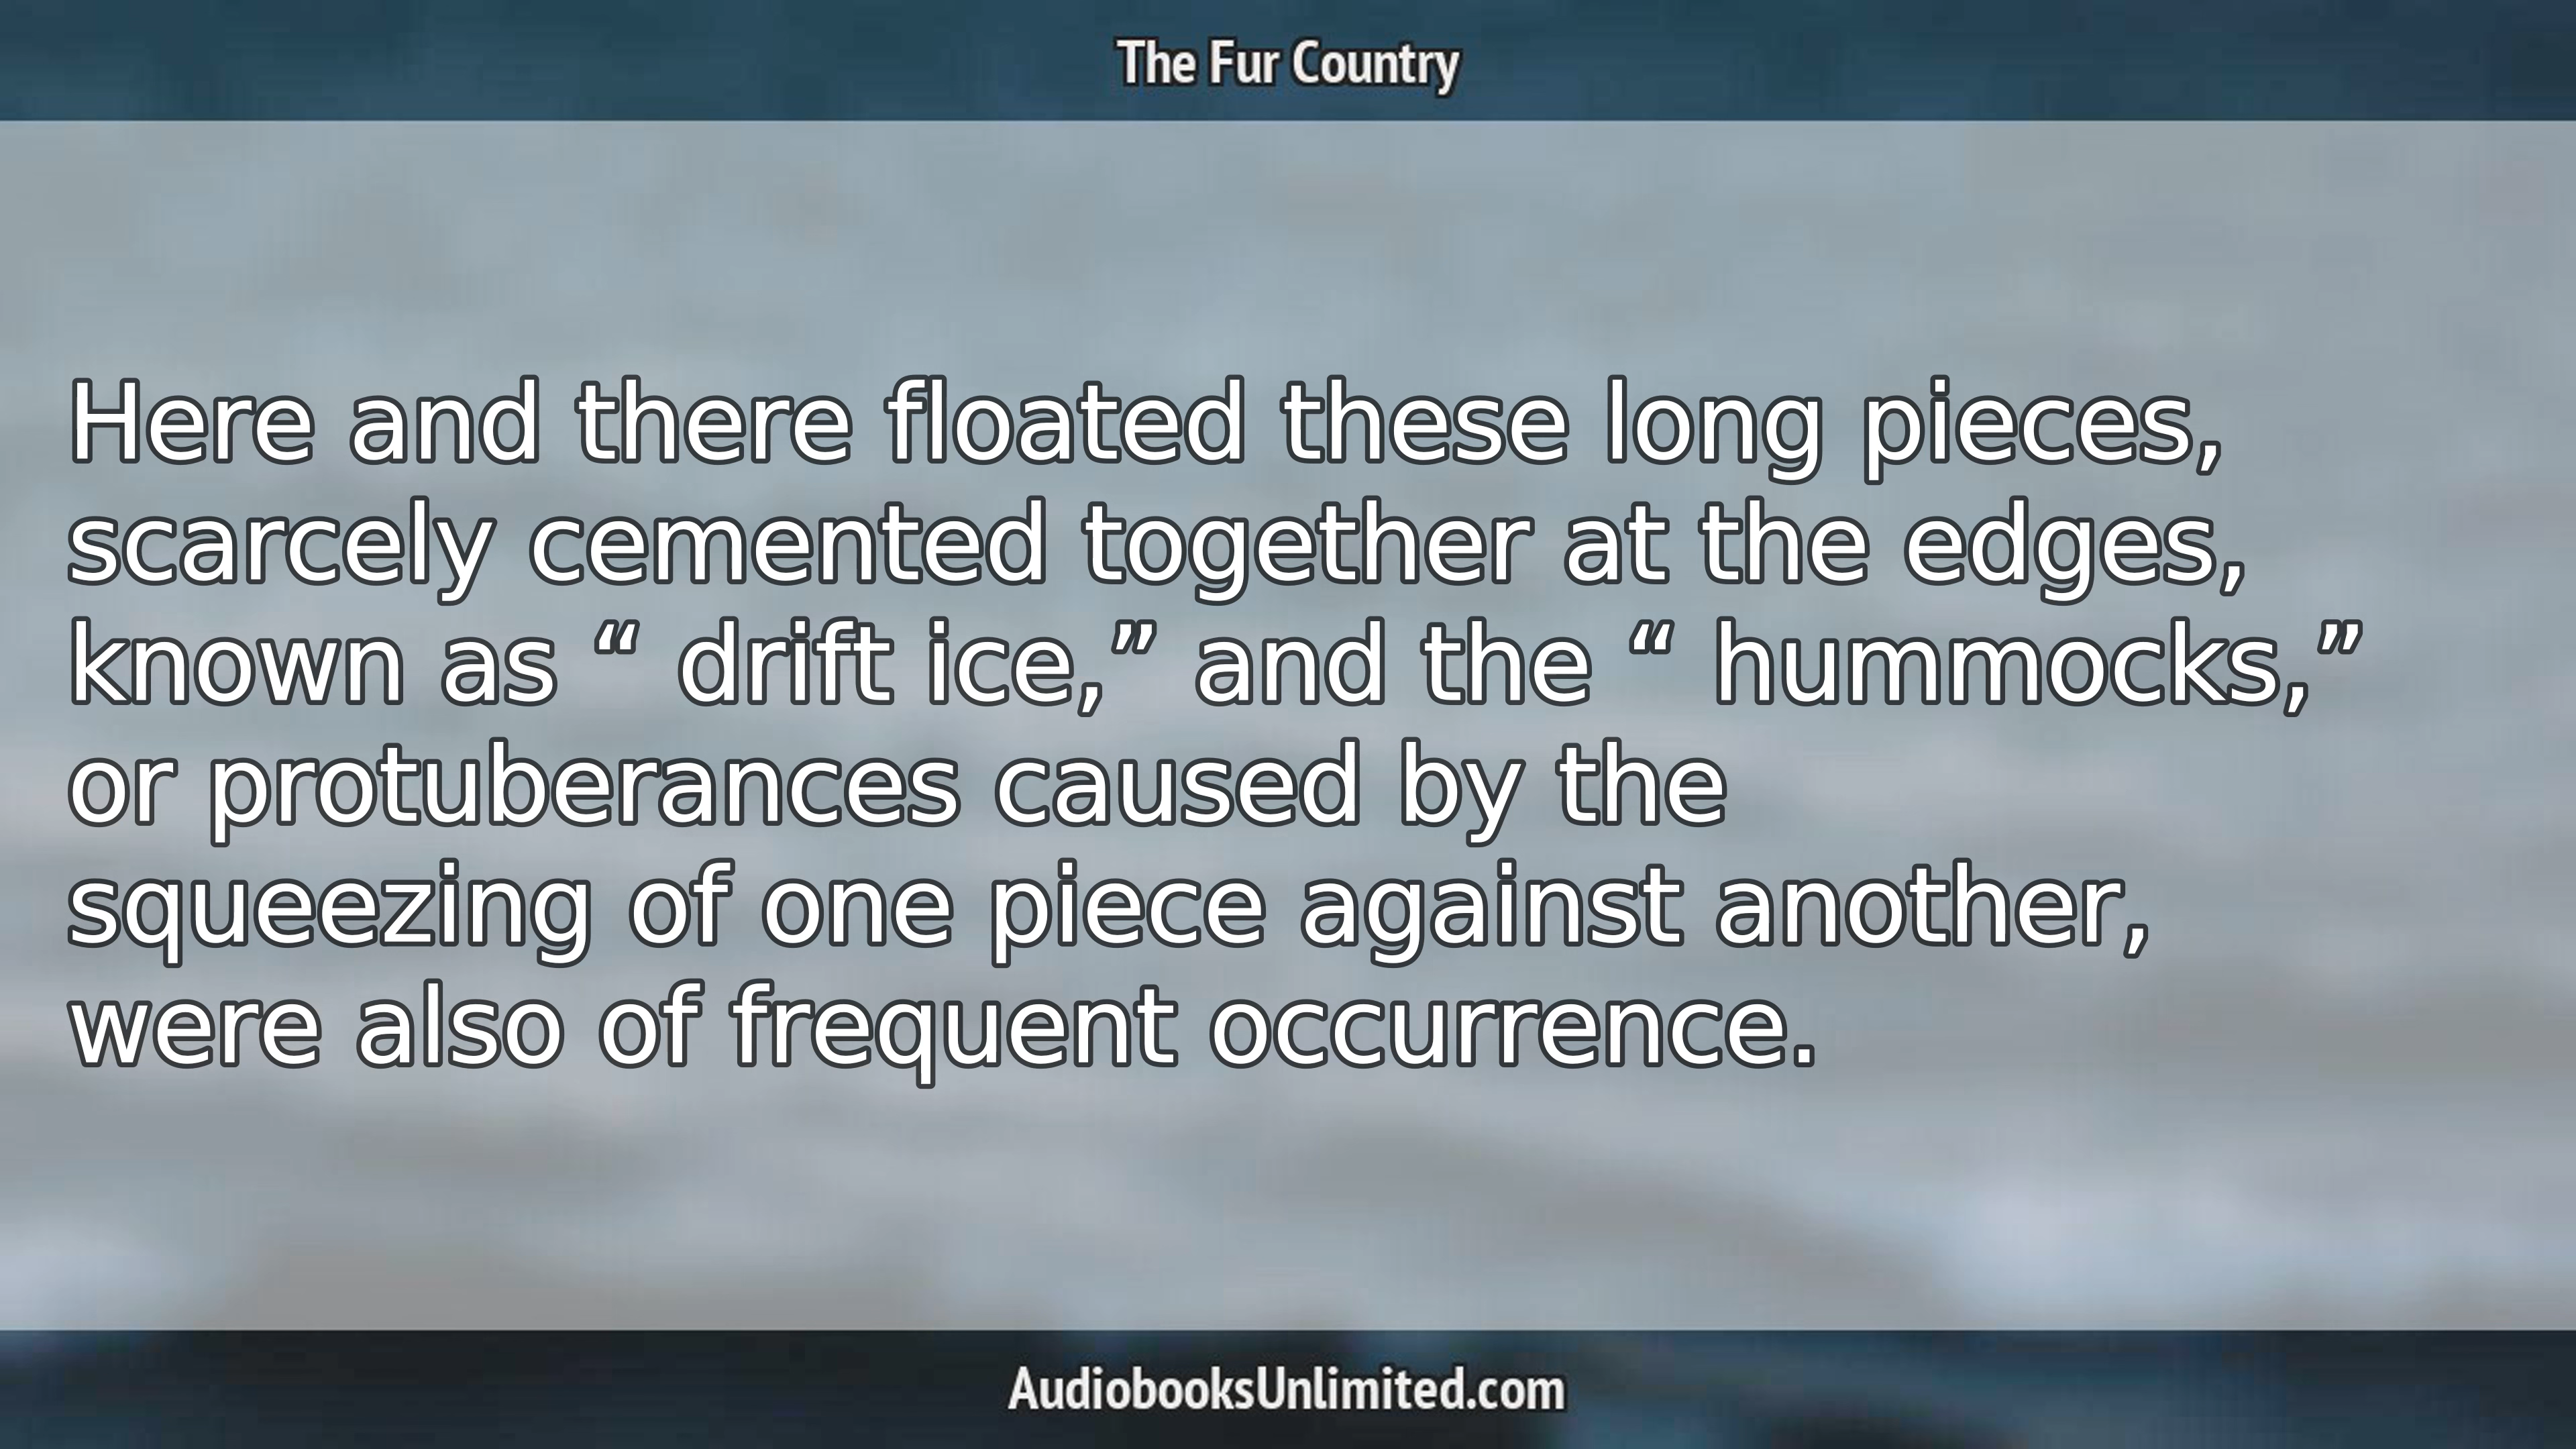 The Fur Country
Here and there floated these long pieces,
scarcely cemented together at the edges,
known as “ drift ice,” and the “ hummocks,”
or protuberances caused by the
squeezing of one piece against another,
were also of frequent occurrence.
AudiobooksUnlimited.com